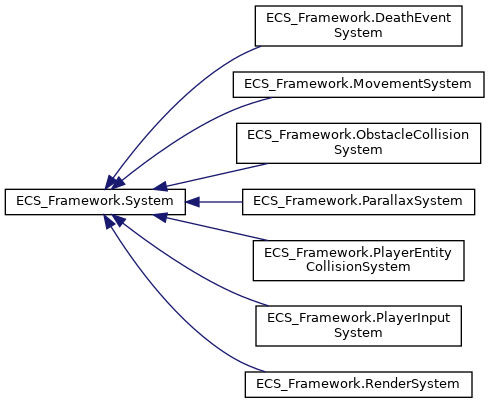 ECS_Framework.DeathEvent
System
ECS_Framework.MovementSystem
ECS_Framework.ObstacleCollision
System
ECS_Framework.System
ECS_Framework.ParallaxSystem
ECS_Framework.PlayerEntity
CollisionSystem
ECS_Framework.PlayerInput
System
ECS_Framework.RenderSystem